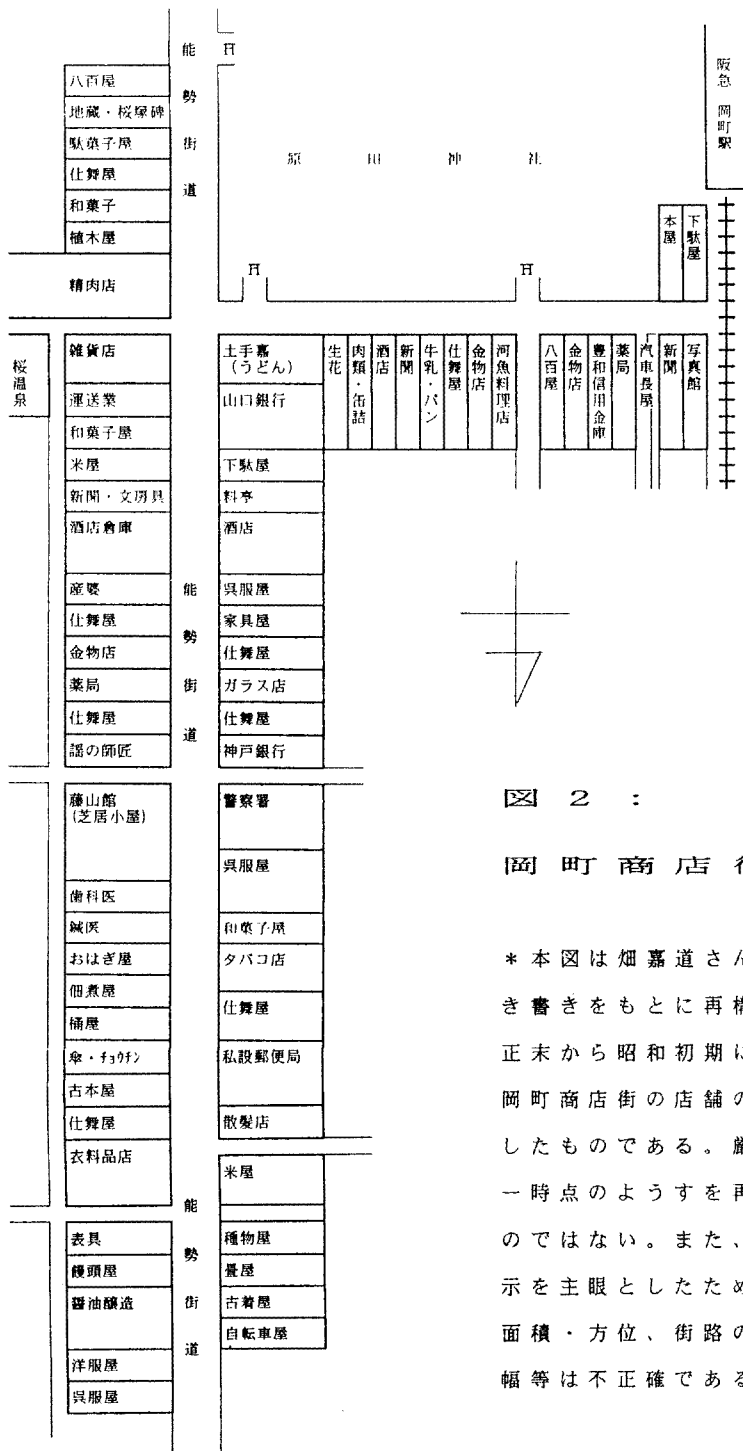 能勢街道
八百屋
地蔵・桜塚碑
駄菓子屋
仕舞屋
和菓子
植木屋
精肉店
原田神社
阪急 岡町駅
本屋
下駄屋
桜温泉
雑貨店
運送業
和菓子屋
米屋
新聞・文房具
酒店倉庫
産婆
仕舞屋
金物店
薬局
仕舞屋
謡の師匠
能勢街道
土手嘉
(うどん)
山口銀行
下駄屋
料亭
酒店
呉服屋
家具屋
仕舞屋
ガラス店
仕舞屋
神戸銀行
生花
肉類・缶詰
酒店
新聞
牛乳・パン
仕舞屋
金物店
河魚料理店
八百屋
金物店
豊和信用金庫
薬局
汽車長屋
新聞
写真館
藤山館
(芝居小屋)
歯科医
鍼医
おはぎ屋
佃煮屋
桶屋
傘・チョウチン
古本屋
仕舞屋
衣料品店
警察署
呉服屋
和菓子屋
タバコ店
仕舞屋
私設郵便局
散髪店
米屋
能勢街道
表具
饅頭屋
醤油醸造
洋服屋
呉服屋
種物屋
畳屋
古着屋
自転車屋
図2:
岡町商店
*本図は畑嘉道さん
き書きをもとに再構
正末から昭和初期に
岡町商店街の店舗の
したものである。厳
一時点のようすを再
のではない。また、
示を主眼としたため
面積・方位、街路の
幅等は不正確である